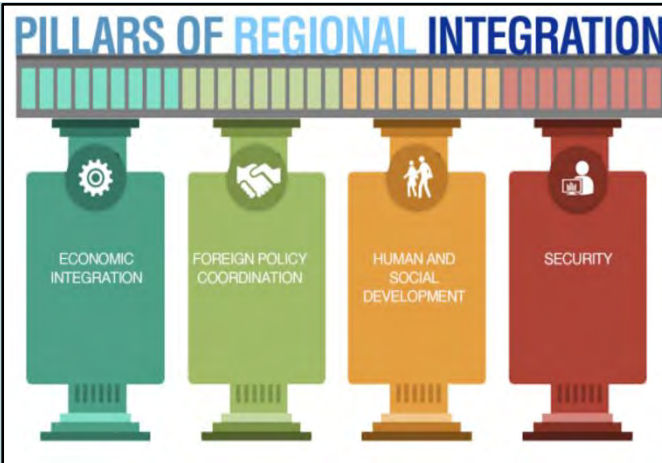 PILLARS OF REGIONAL INTEGRATION
ECONOMIC
INTEGRATION
FOREIGN POLICY
COORDINATION
HUMAN AND
SOCIAL
DEVELOPMENT
SECURITY